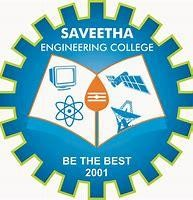 SAVEETHA
ENGINEERING COLLEGE
BE THE BEST
2001